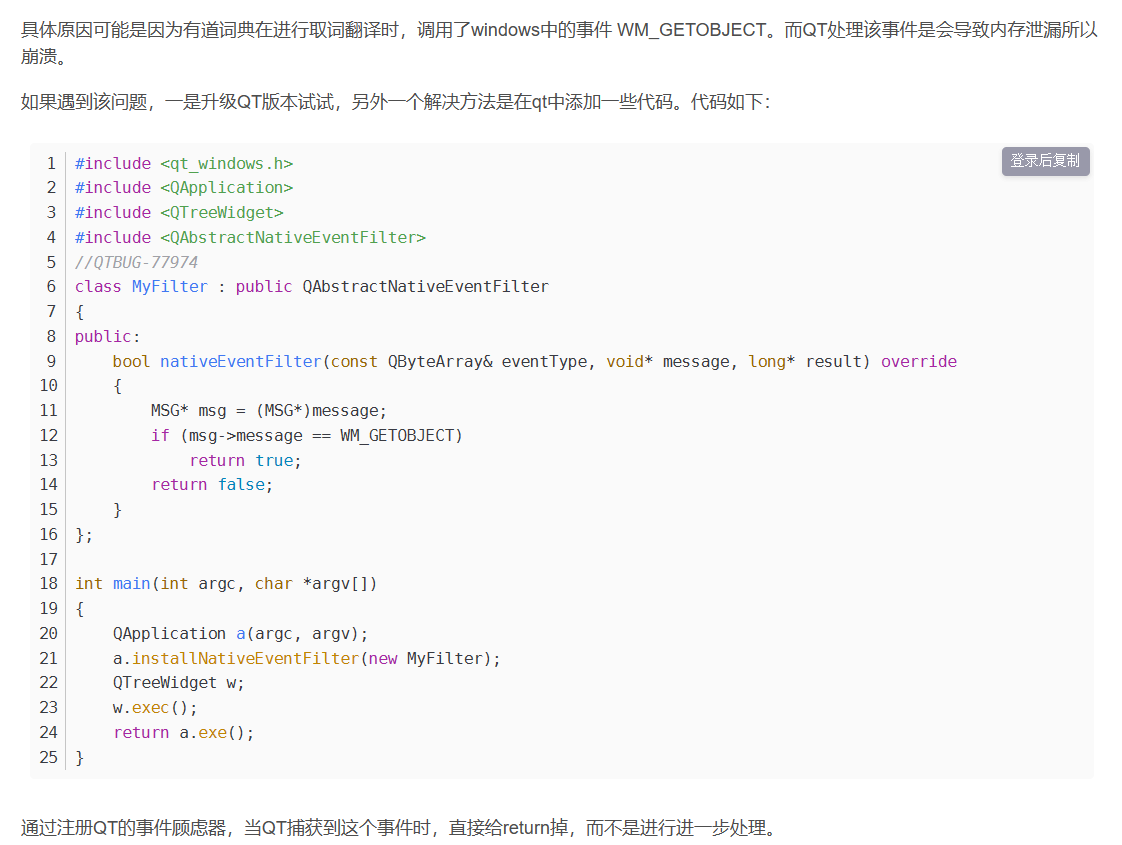 具体原因可能是因为有道词典在进行取词翻译时，调用了windows中的事件 WM_GETOBJECT。而QT处理该事件是会导致内存泄漏所以
崩溃。
如果遇到该问题，一是升级QT版本试试，另外一个解决方法是在qt中添加一些代码。代码如下：
登录后复制
1 #include <qt_windows.h>
2 #include <QApplication>
3 #include <QTreeWidget>
4 #include <QAbstractNativeEventFilter>
5 //QTBUG-77974
6 class MyFilter : public QAbstractNativeEventFilter
7 {
8 public:
9     bool nativeEventFilter(const QByteArray& eventType, void* message, long* result) override
10     {
11         MSG* msg = (MSG*)message;
12         if (msg->message == WM_GETOBJECT)
13             return true;
14         return false;
15     }
16 };
17
18 int main(int argc, char *argv[])
19 {
20     QApplication a(argc, argv);
21     a.installNativeEventFilter(new MyFilter);
22     QTreeWidget w;
23     w.exec();
24     return a.exe();
25 }
通过注册QT的事件顾虑器，当QT捕获到这个事件时，直接给return掉，而不是进行进一步处理。